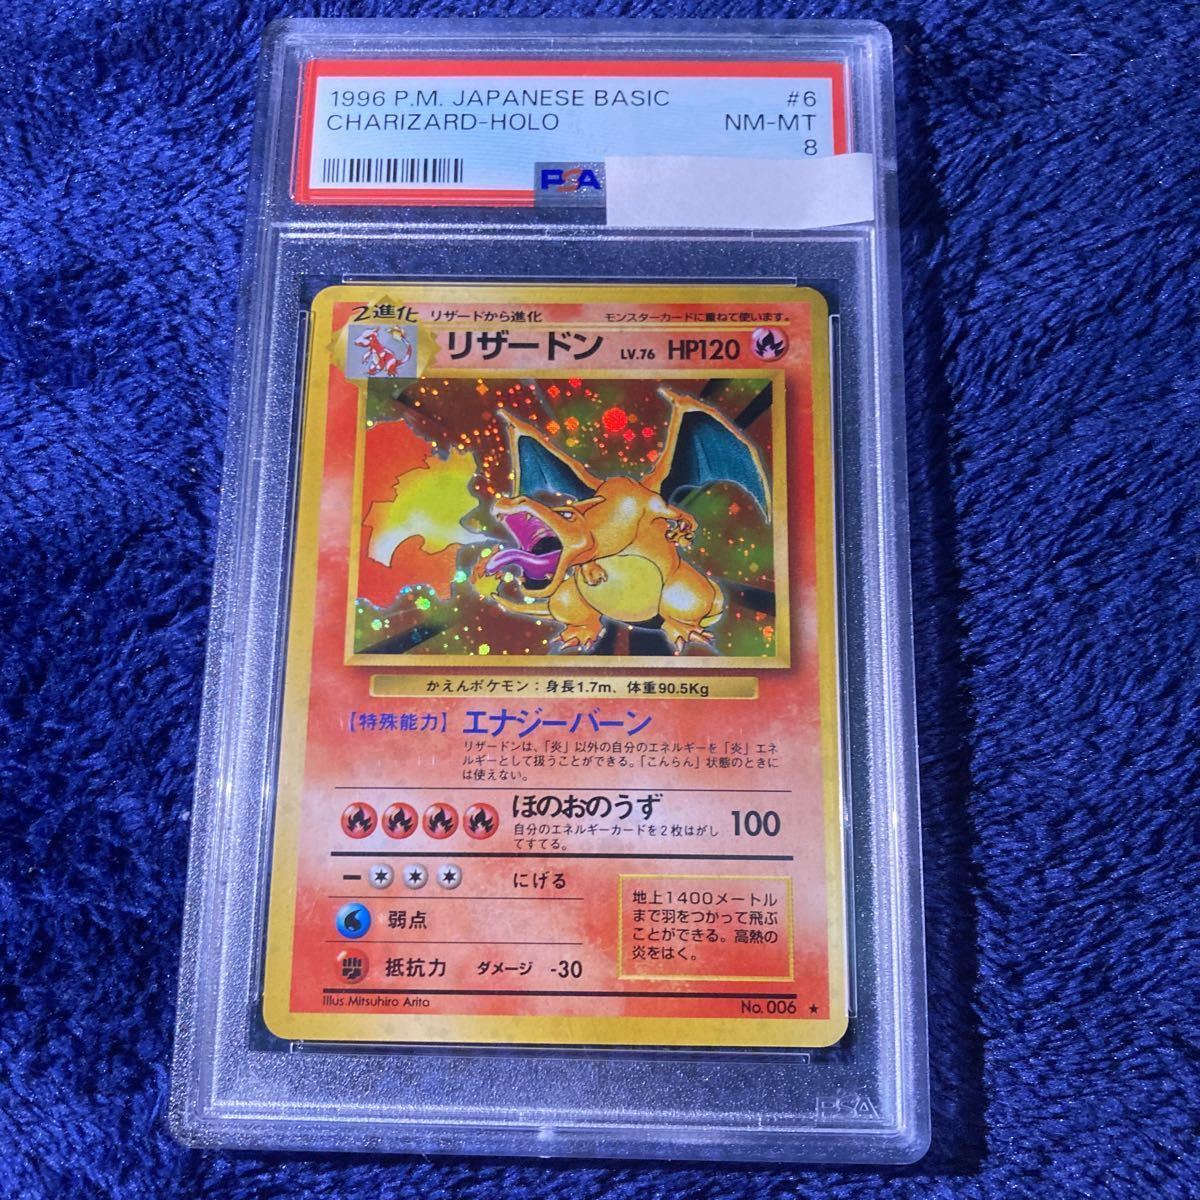 1996 P.M. JAPANESE BASIC #6
CHARIZARD-HOLO NM-MT
8
PSA
2進化 リザードから進化 モンスターカードに重ねて使います。
リザードン LV.76 HP120
かえんポケモン：身長1.7m、体重90.5Kg
【特殊能力】エナジーバーン
リザードンは、「炎」以外の自分のエネルギーを「炎」エネ
ルギーとして扱うことができる。「こんらん」状態のときに
は使えない。
ほのおのうず 100
自分のエネルギーカードを2枚はがし
てすてる。
にげる
弱点
抵抗力 ダメージ -30
地上1400メートル
まで羽をつかって飛ぶ
ことができる。高熱の
炎をはく。
Illus.Mitsuhiro Arita No.006 ★
PSA